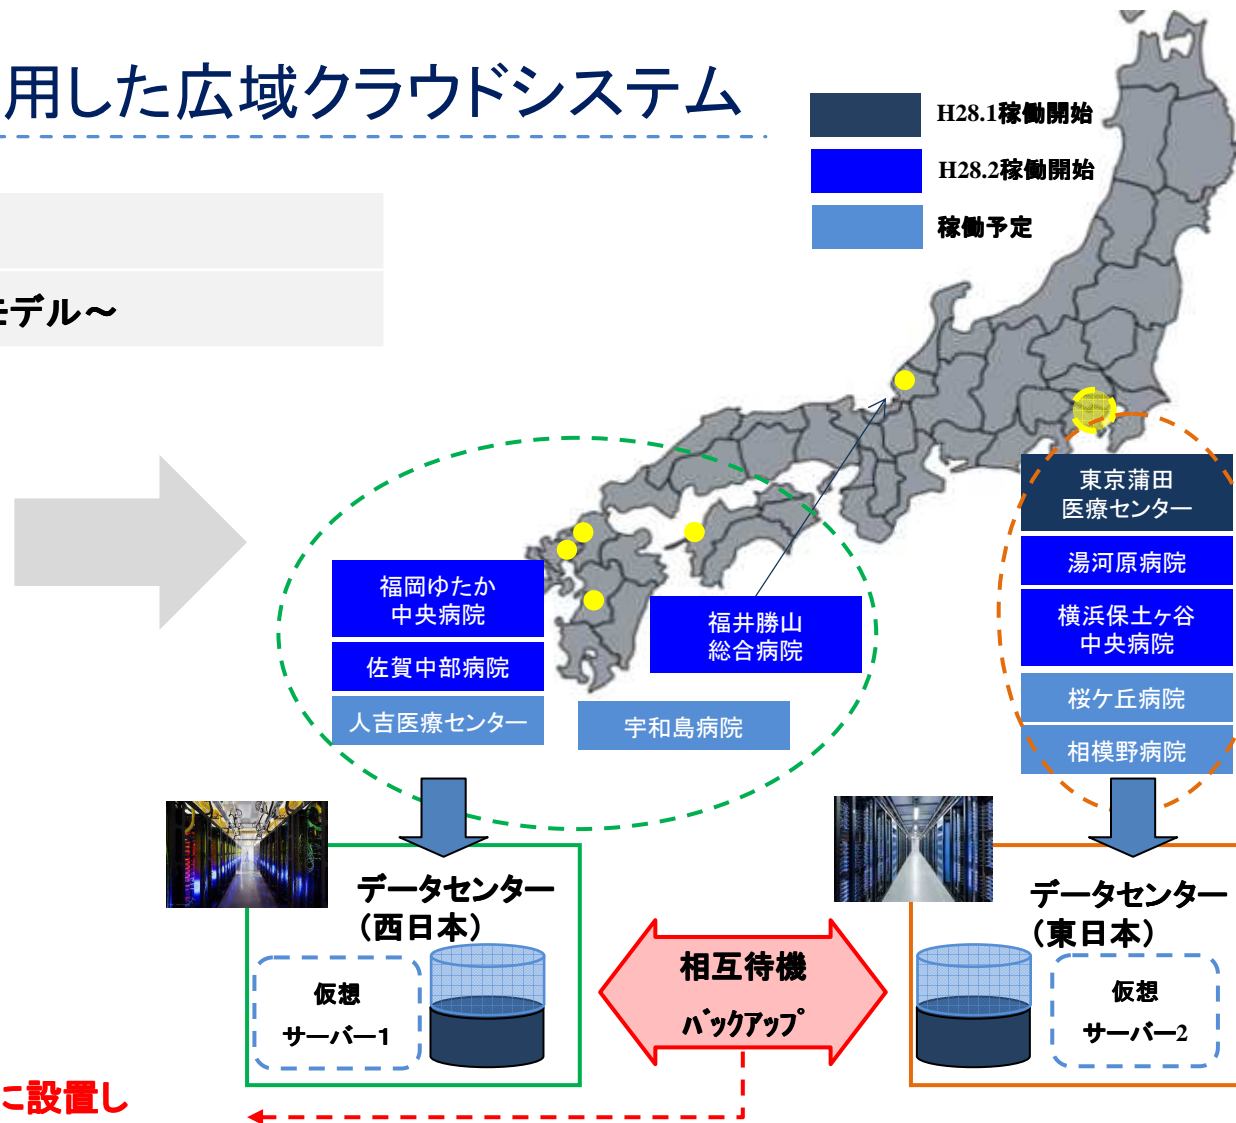 用した広域クラウドシステム
H28.1稼働開始
H28.2稼働開始
稼働予定
モデル～
東京蒲田
医療センター
湯河原病院
横浜保土ヶ谷
中央病院
桜ケ丘病院
相模野病院
福岡ゆたか
中央病院
佐賀中部病院
人吉医療センター
福井勝山
総合病院
宇和島病院
データセンター
（西日本）
仮想
サーバー1
相互待機
ﾊﾞｯｸｱｯﾌﾟ
データセンター
（東日本）
仮想
サーバー2
に設置し